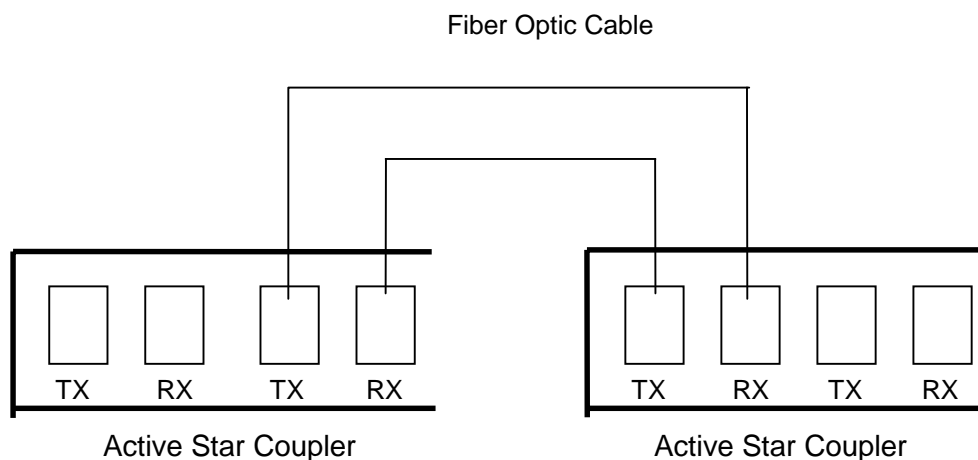 Fiber Optic Cable
TX RX TX RX TX RX TX RX
Active Star Coupler Active Star Coupler